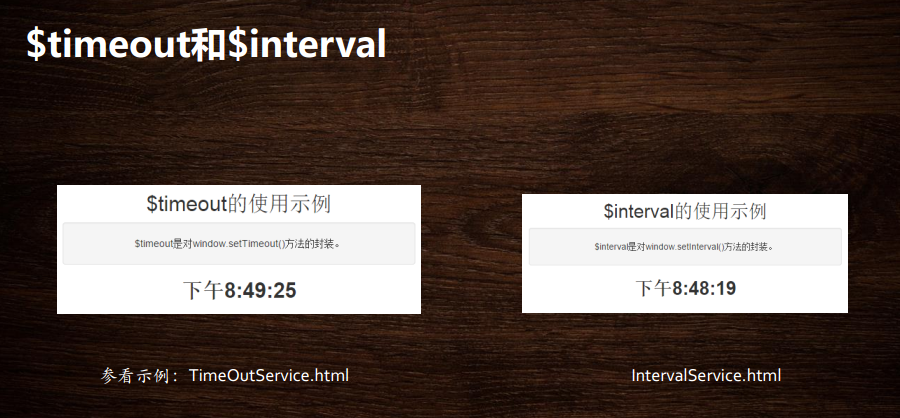 $timeout和$interval
$timeout的使用示例
$timeout是对window.setTimeout()方法的封装。
下午8:49:25
$interval的使用示例
$interval是对window.setInterval()方法的封装。
下午8:48:19
参看示例：TimeOutService.html
IntervalService.html